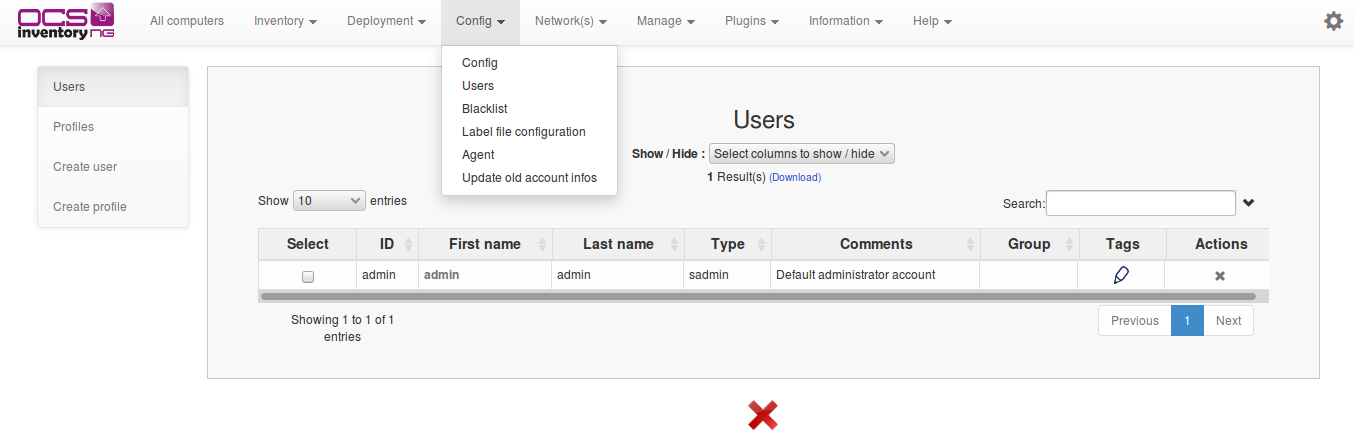 OCS
inventory NG
All computers Inventory Deployment Config Network(s) Manage Plugins Information Help
Config
Users
Blacklist
Label file configuration
Agent
Update old account infos
Users
Profiles
Create user
Create profile
Users
Show / Hide : Select columns to show / hide
1 Result(s) (Download)
Show 10 entries
Search:
Select ID First name Last name Type Comments Group Tags Actions
admin admin admin sadmin Default administrator account
Showing 1 to 1 of 1
entries
Previous 1 Next